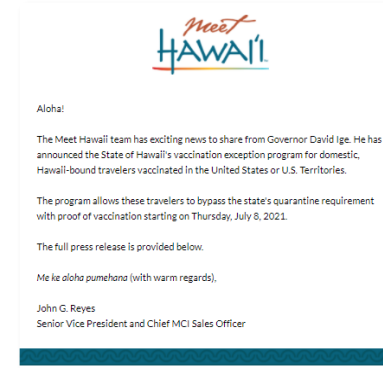 meet
HAWAI'I
Aloha!
The Meet Hawaii team has exciting news to share from Governor David Ige. He has
announced the State of Hawaii's vaccination exception program for domestic,
Hawaii-bound travelers vaccinated in the United States or U.S. Territories.
The program allows these travelers to bypass the state's quarantine requirement
with proof of vaccination starting on Thursday, July 8, 2021.
The full press release is provided below.
Me ke aloha pumehana (with warm regards),
John G. Reyes
Senior Vice President and Chief MCI Sales Officer